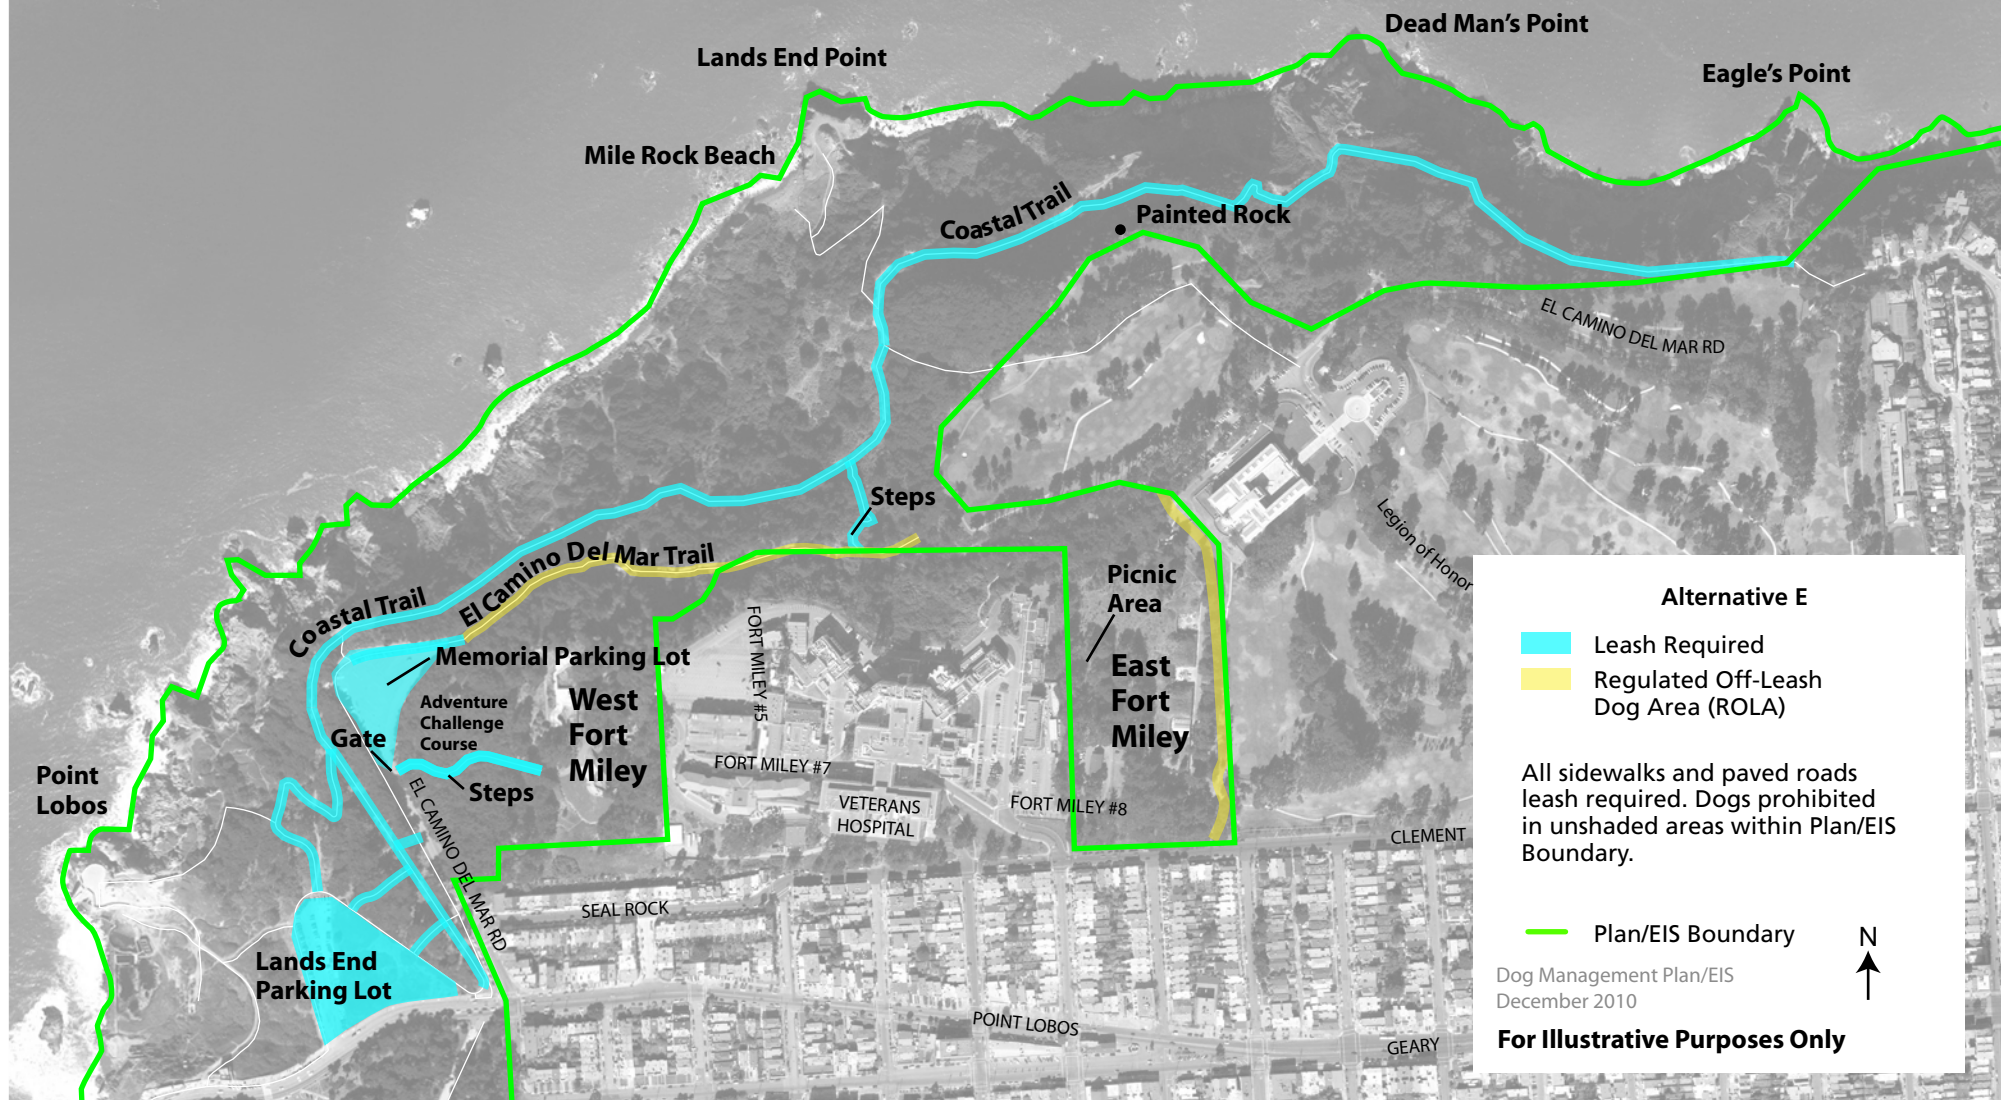 Dead Man's Point
Lands End Point
Eagle's Point
Mile Rock Beach
Coastal Trail
Painted Rock
EL CAMINO DEL MAR RD
Steps
Legion of Honor
El Camino Del Mar Trail
Coastal Trail
Picnic
Area
FORT MILEY #5
Memorial Parking Lot
East
Fort
Miley
West
Fort
Miley
Adventure
Challenge
Course
Gate
Steps
Point
Lobos
EL CAMINO DEL MAR RD
FORT MILEY #7
VETERANS
HOSPITAL
FORT MILEY #8
CLEMENT
SEAL ROCK
Lands End
Parking Lot
POINT LOBOS
GEARY
Alternative E
Leash Required
Regulated Off-Leash
Dog Area (ROLA)
All sidewalks and paved roads
leash required. Dogs prohibited
in unshaded areas within Plan/EIS
Boundary.
Plan/EIS Boundary
N
Dog Management Plan/EIS
December 2010
For Illustrative Purposes Only